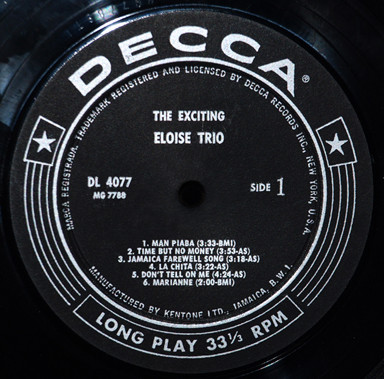 DECCA®
MARCA REGISTRADA. TRADEMARK REGISTERED AND LICENSED BY DECCA RECORDS INC., NEW YORK, U.S.A.
THE EXCITING
ELOISE TRIO
DL 4077
MG 7788
SIDE 1
1. MAN PIABA (3:33-BMI)
2. TIME BUT NO MONEY (3:53-AS)
3. JAMAICA FAREWELL SONG (3:18-AS)
4. LA CHITA (3:22-AS)
5. DON'T TELL ON ME (4:24-AS)
6. MARIANNE (2:00-BMI)
MANUFACTURED BY KENTONE LTD., JAMAICA, B.W.I.
LONG PLAY 33⅓ RPM